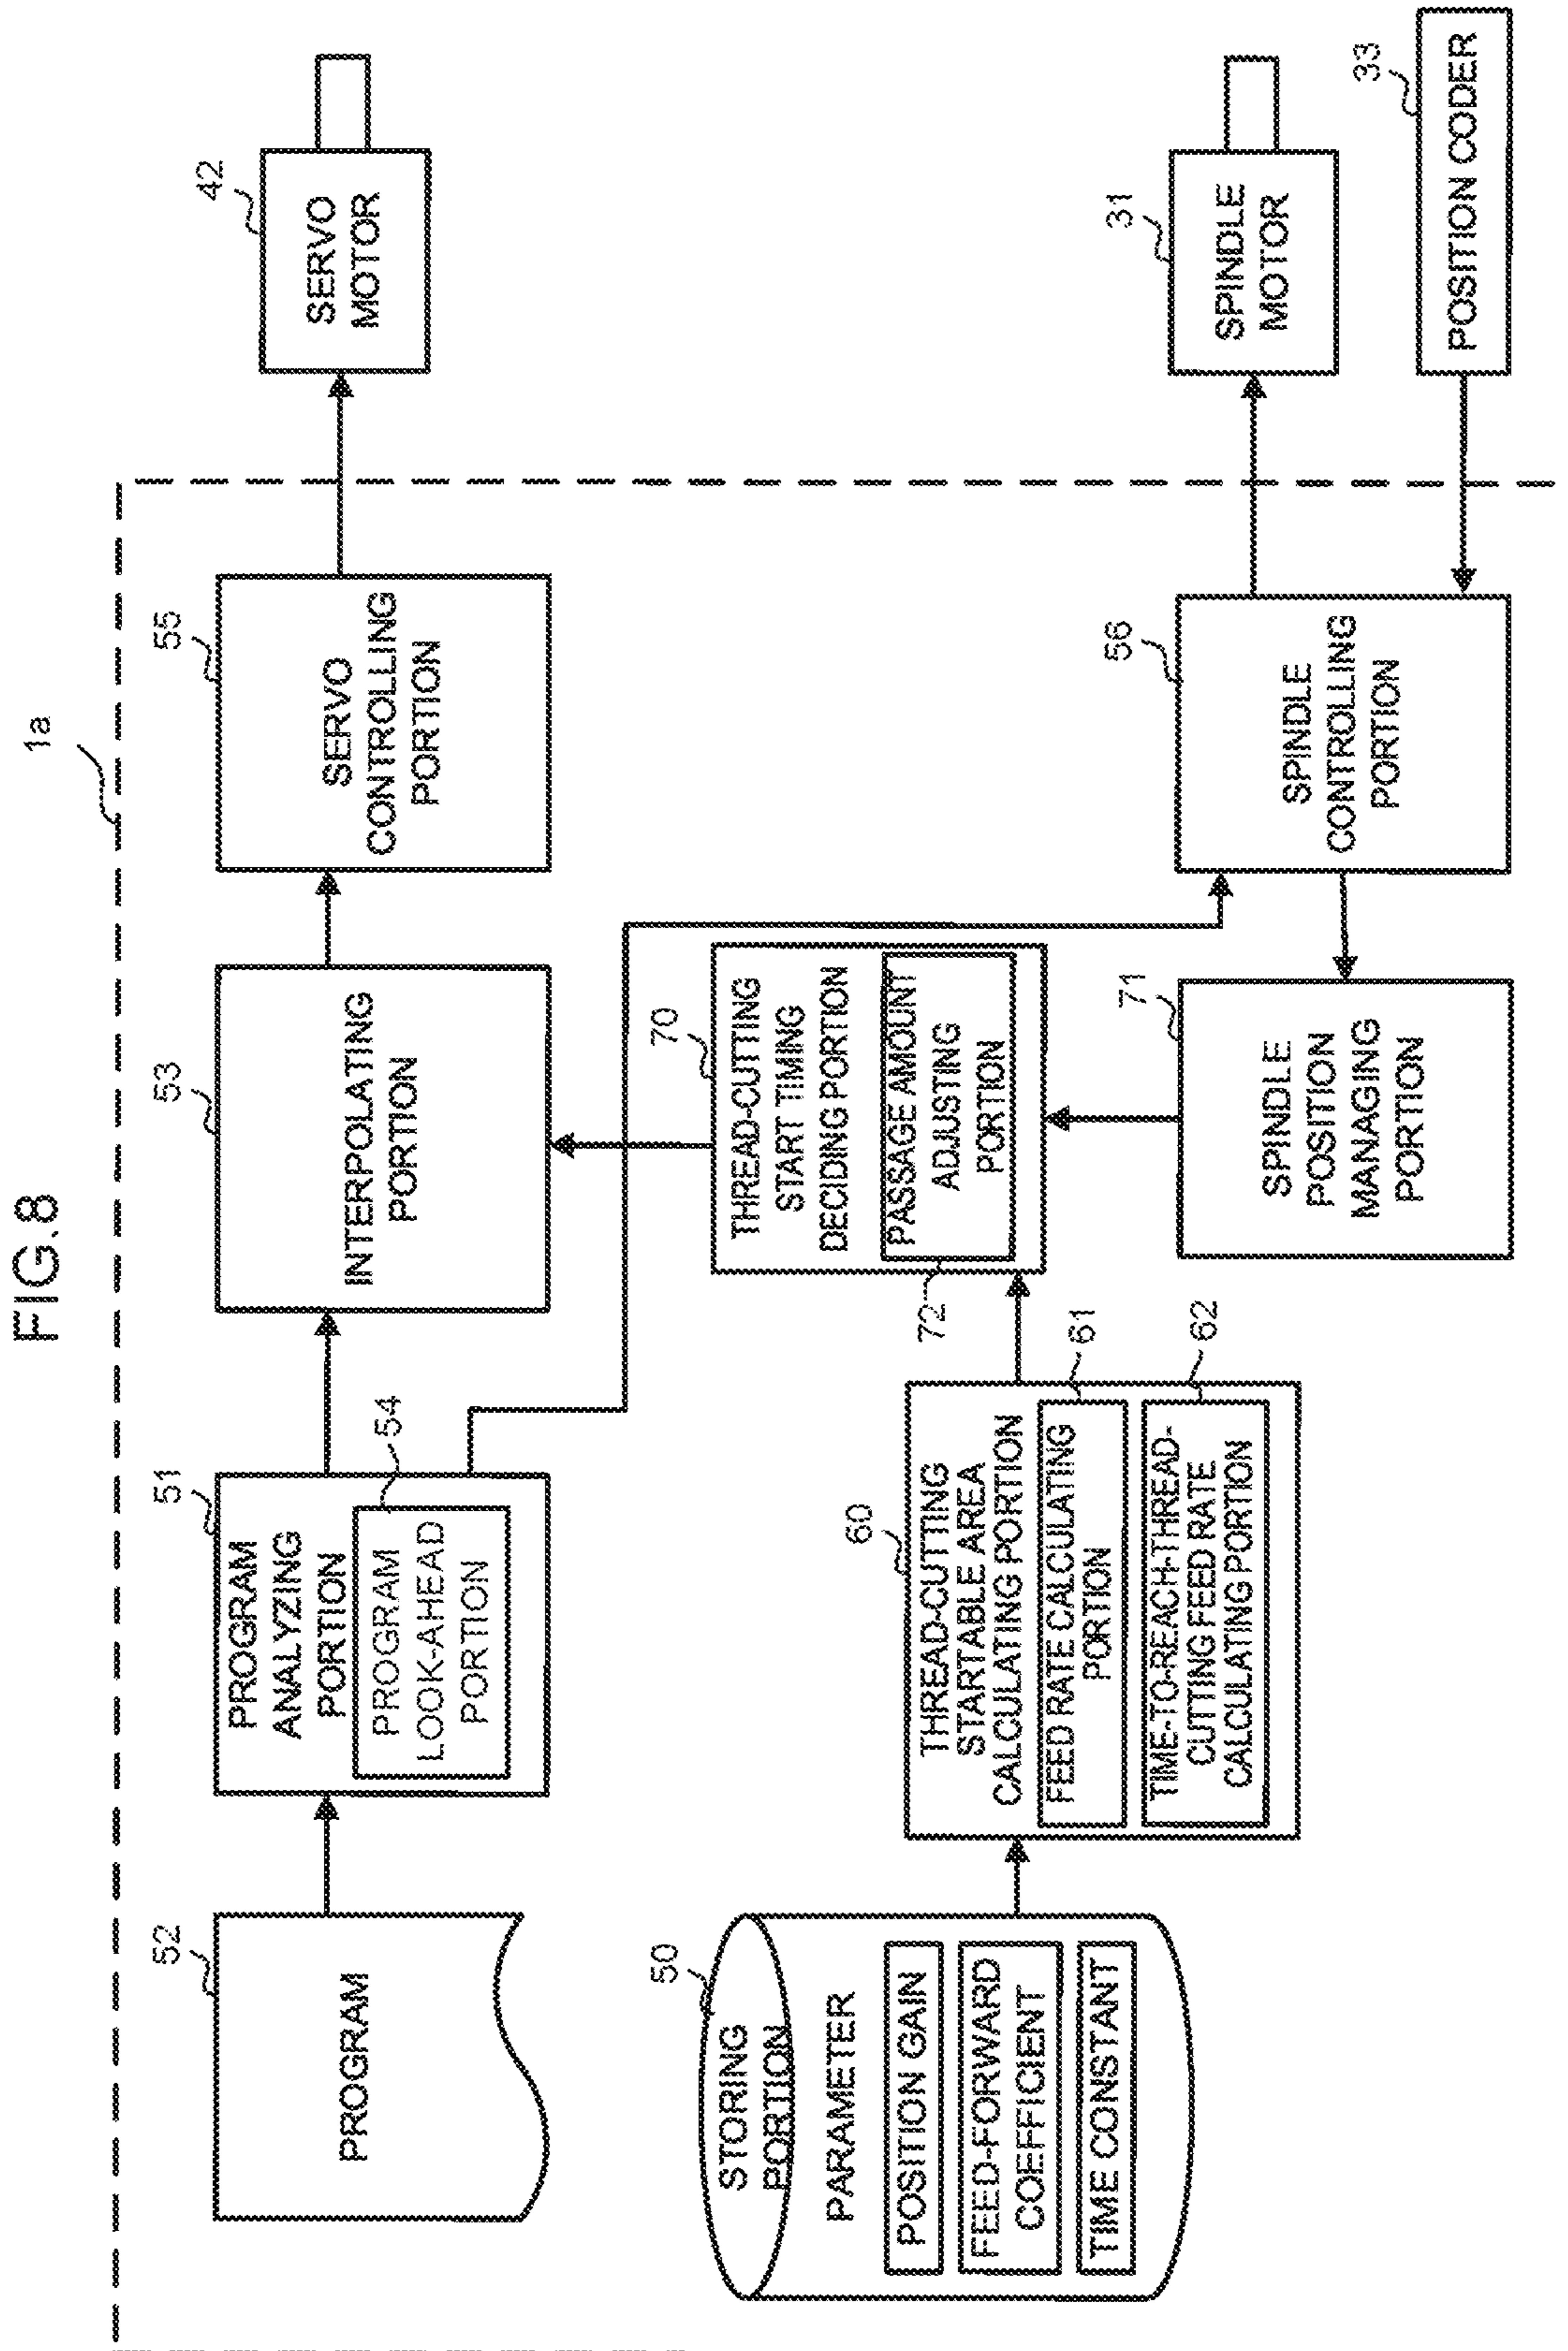 FIG.8
1a
52
PROGRAM
51
PROGRAM
ANALYZING
PORTION
54
PROGRAM
LOOK-AHEAD
PORTION
53
INTERPOLATING
PORTION
55
SERVO
CONTROLLING
PORTION
42
SERVO
MOTOR
50
STORING
PORTION
PARAMETER
POSITION GAIN
FEED-FORWARD
COEFFICIENT
TIME CONSTANT
60
THREAD-CUTTING
STARTABLE AREA
CALCULATING PORTION
61
FEED RATE CALCULATING
PORTION
62
TIME-TO-REACH-THREAD-
CUTTING FEED RATE
CALCULATING PORTION
70
THREAD-CUTTING
START TIMING
DECIDING PORTION
72
PASSAGE AMOUNT
ADJUSTING
PORTION
71
SPINDLE
POSITION
MANAGING
PORTION
56
SPINDLE
CONTROLLING
PORTION
31
SPINDLE
MOTOR
33
POSITION CODER